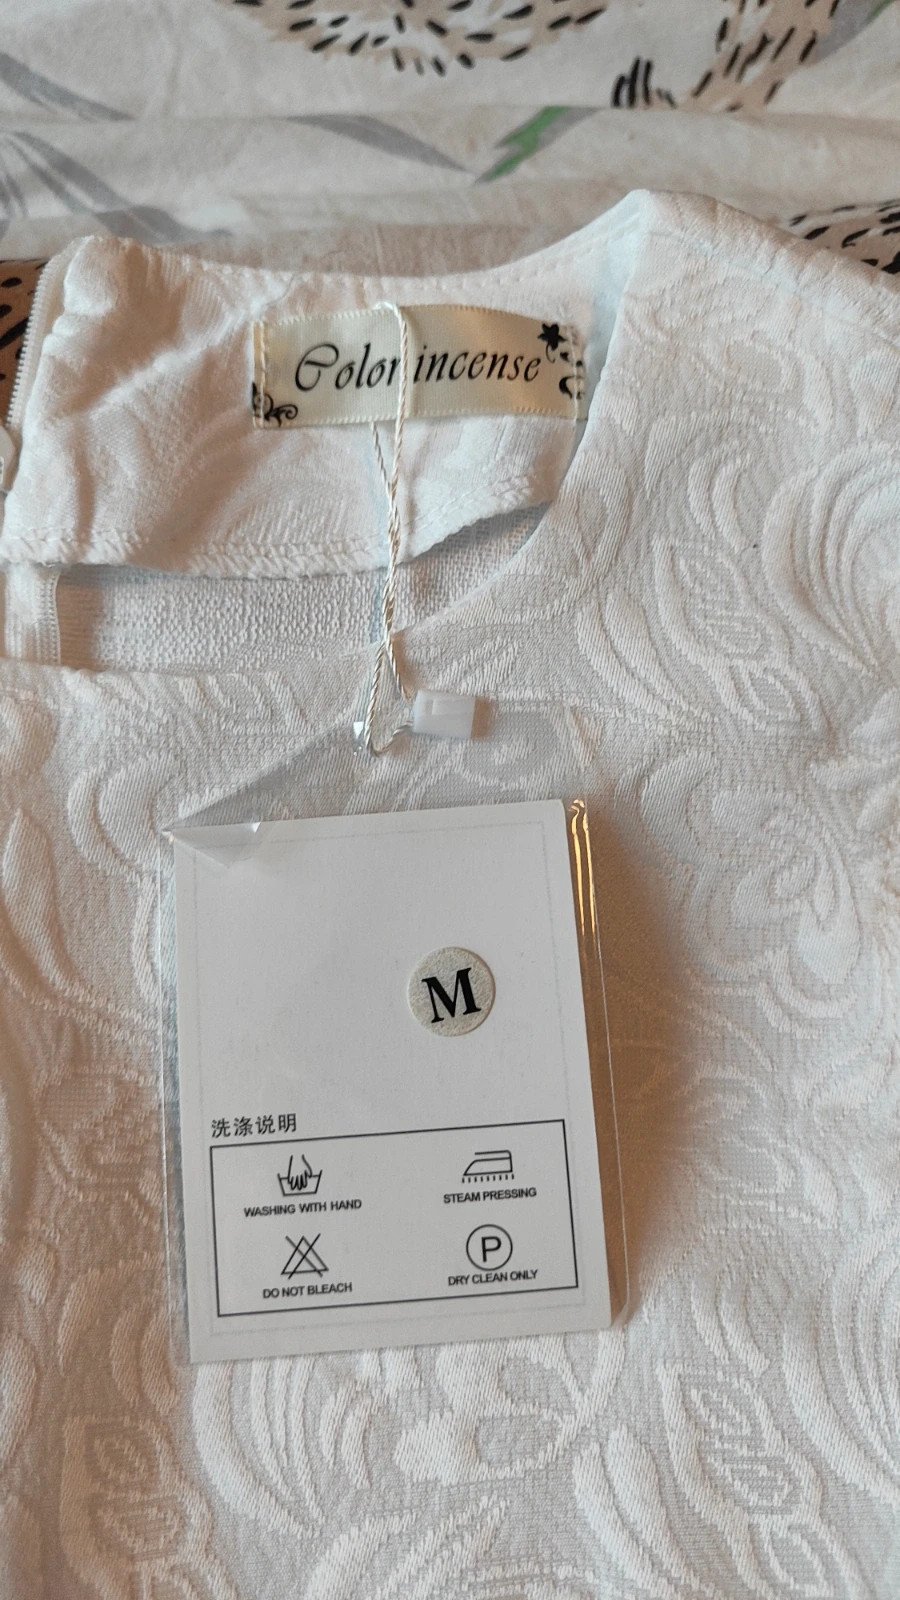 Color incense
M
洗涤说明
WASHING WITH HAND
STEAM PRESSING
DO NOT BLEACH
P
DRY CLEAN ONLY